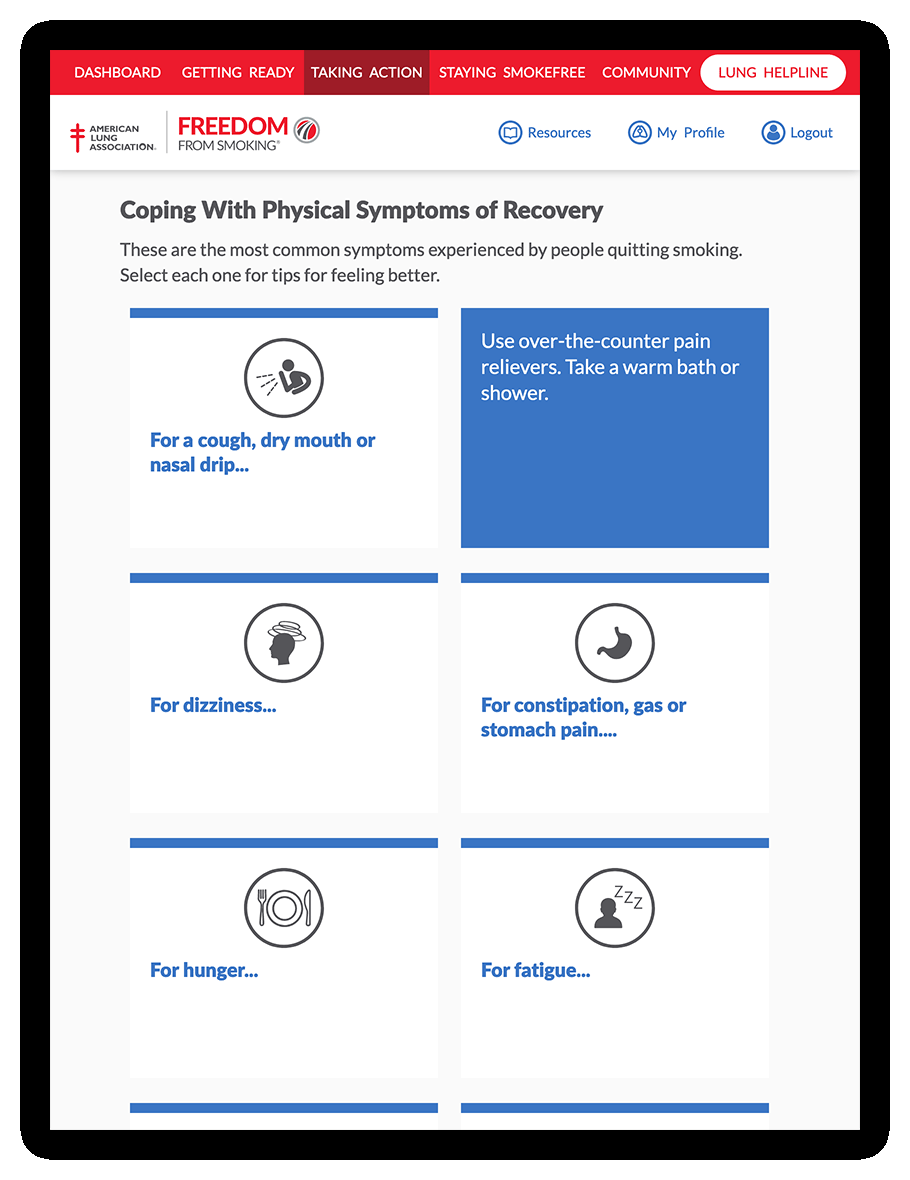 DASHBOARD GETTING READY TAKING ACTION STAYING SMOKEFREE COMMUNITY LUNG HELPLINE
AMERICAN
LUNG
ASSOCIATION®
FREEDOM
FROM SMOKING®
Resources My Profile Logout
Coping With Physical Symptoms of Recovery
These are the most common symptoms experienced by people quitting smoking.
Select each one for tips for feeling better.
For a cough, dry mouth or
nasal drip...
Use over-the-counter pain
relievers. Take a warm bath or
shower.
For dizziness...
For constipation, gas or
stomach pain....
For hunger...
ZZZ
For fatigue...